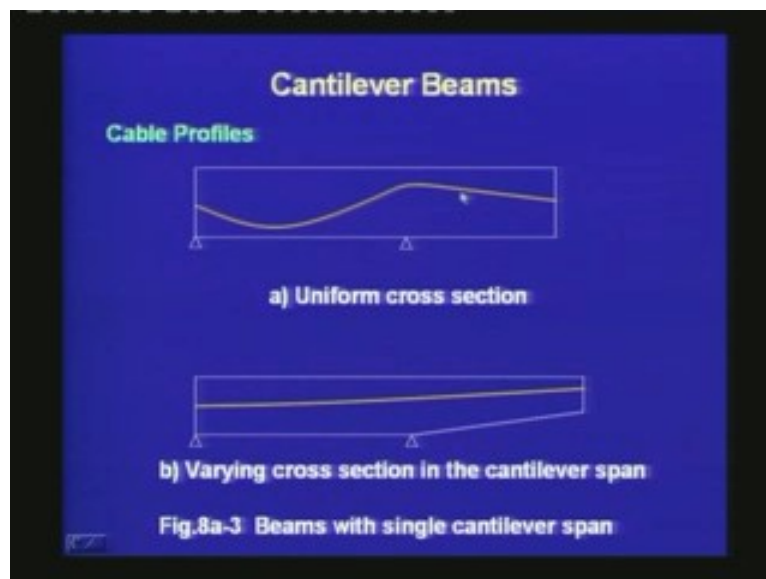 Cantilever Beams
Cable Profiles
a) Uniform cross section
b) Varying cross section in the cantilever span
Fig.8a-3 Beams with single cantilever span